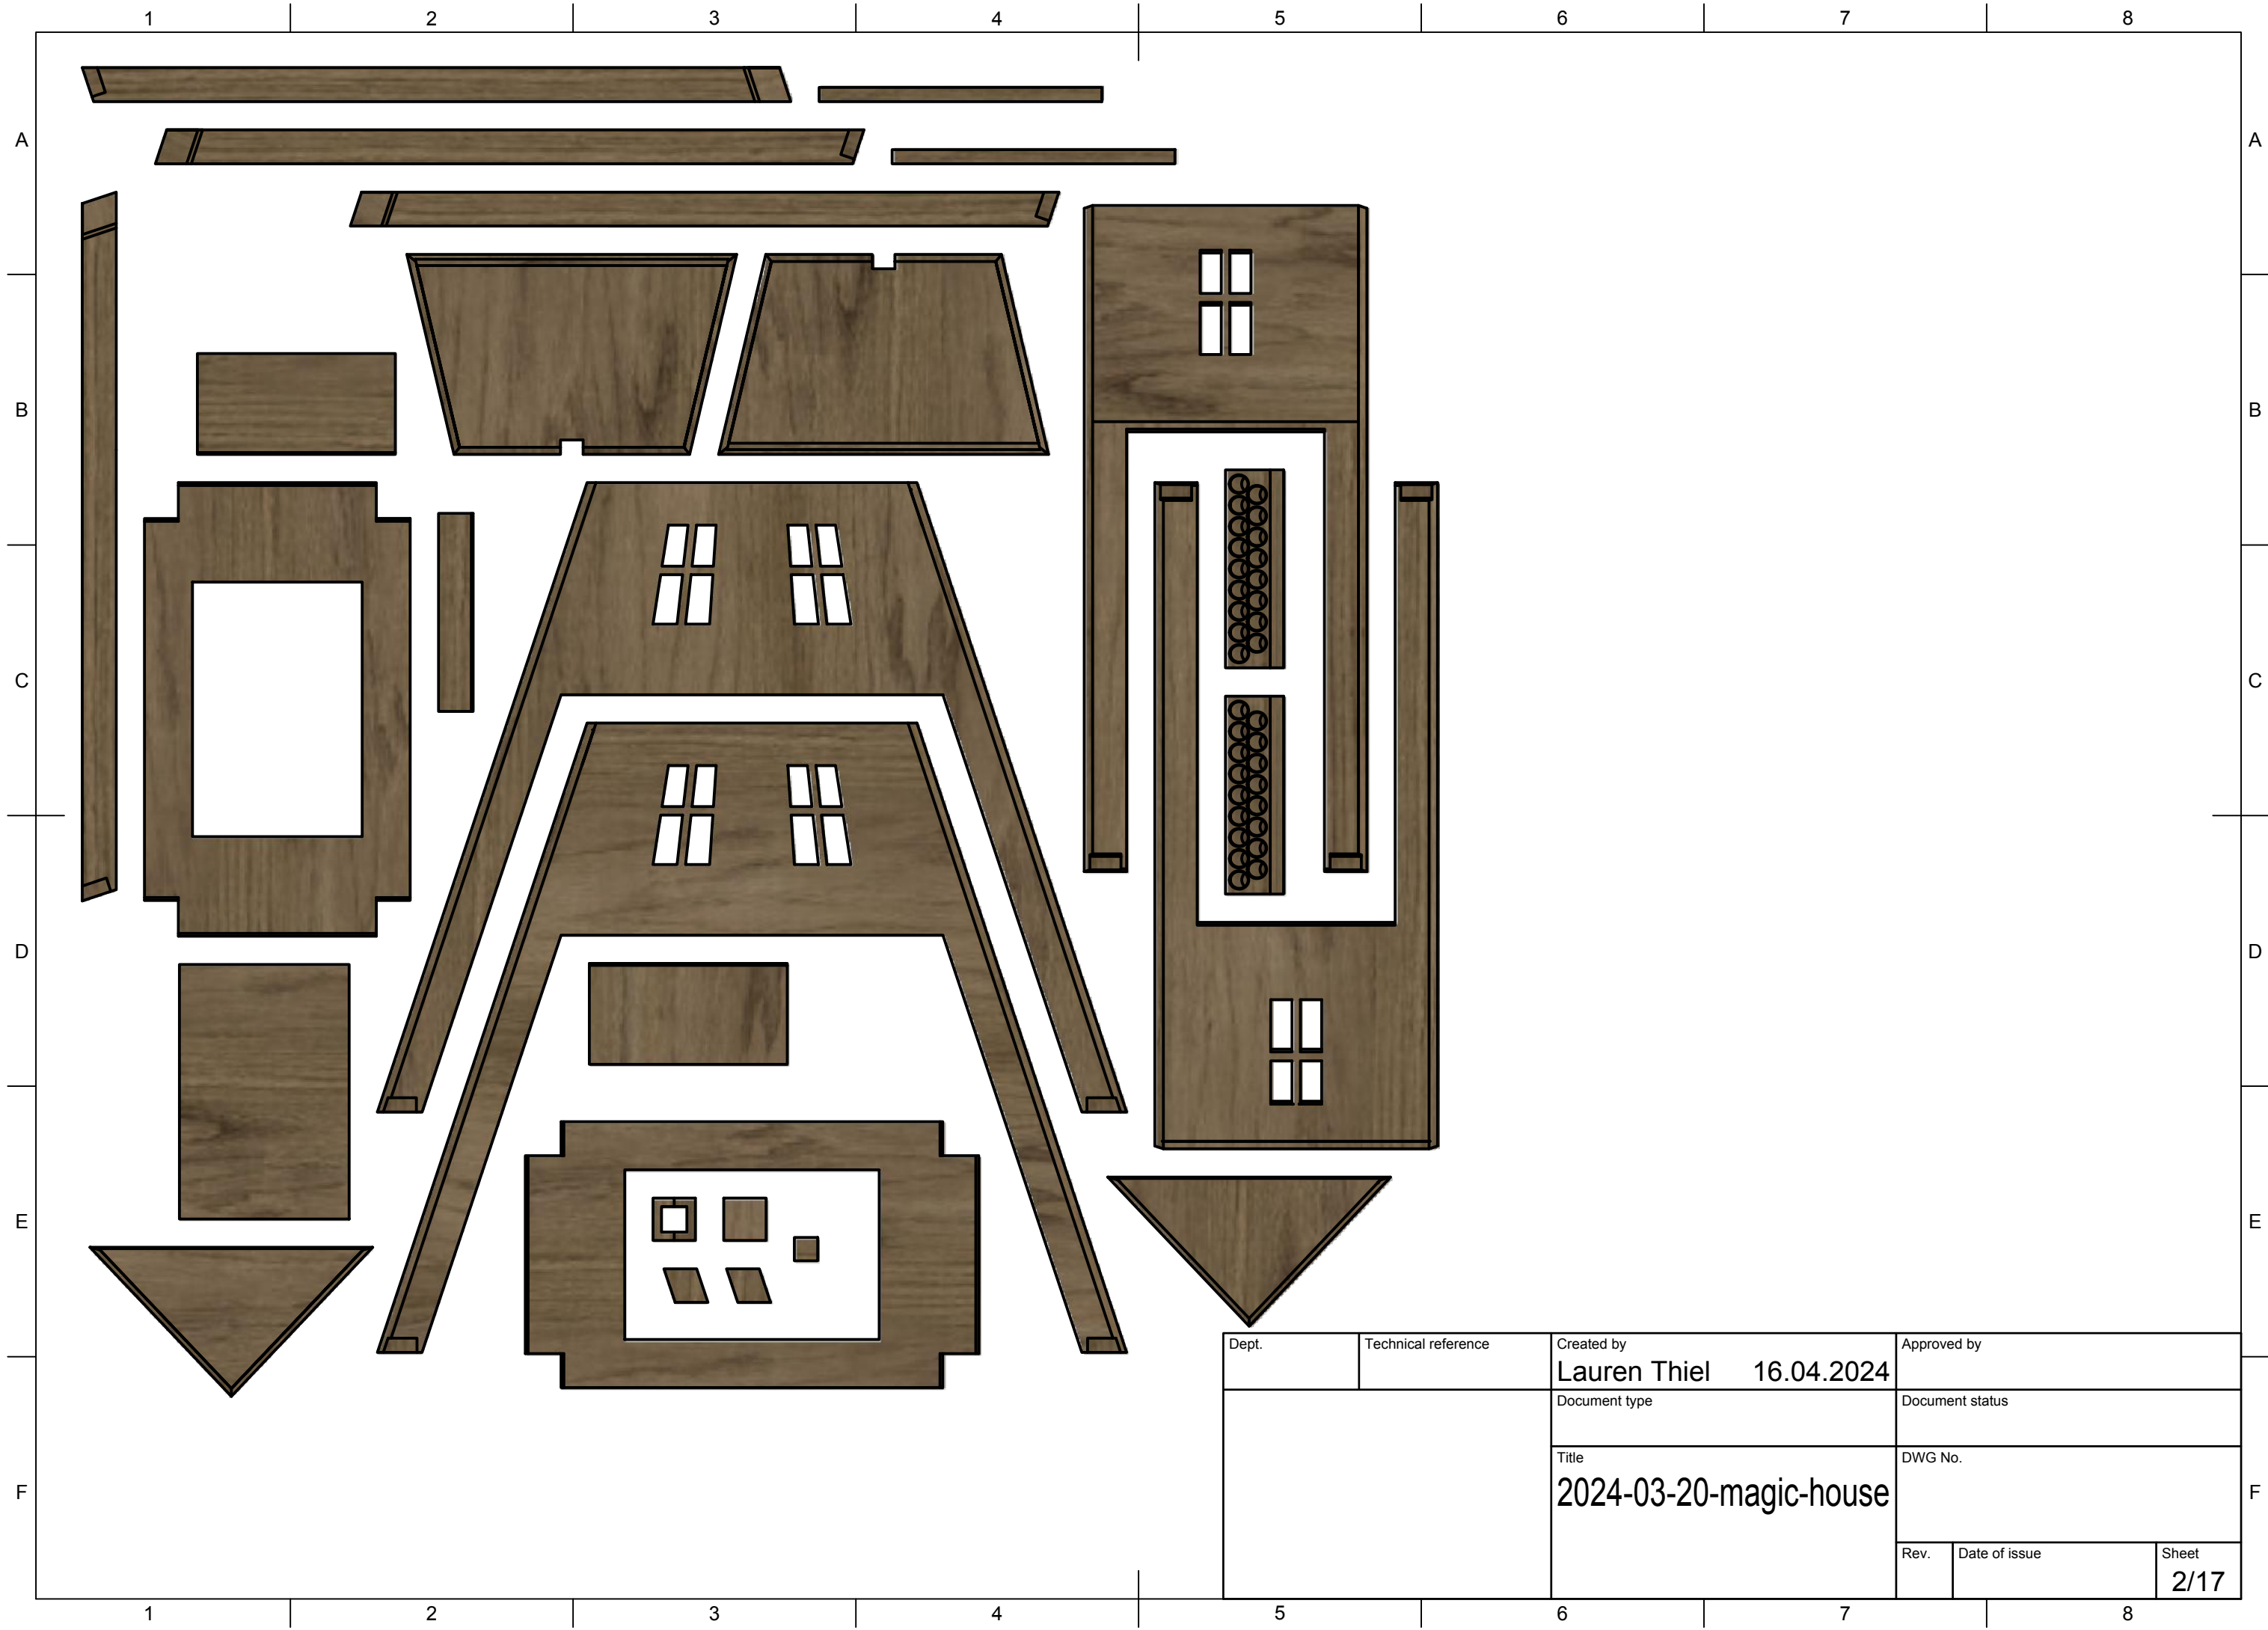 1 2 3 4 5 6 7 8
A A
B B
C C
D D
E E
Dept. Technical reference Created by Approved by
Lauren Thiel 16.04.2024
Document type Document status
Title DWG No.
2024-03-20-magic-house
F F
Rev. Date of issue Sheet
2/17
1 2 3 4 5 6 7 8